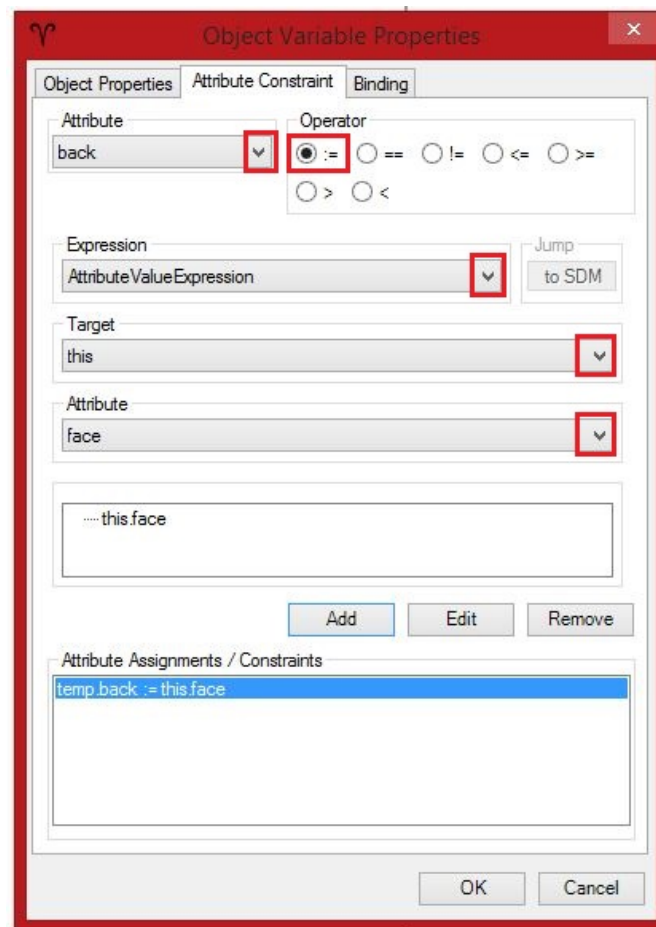 Object Variable Properties
Object Properties Attribute Constraint Binding
Attribute Operator
back := == != <= >=
> <
Expression Jump
AttributeValueExpression to SDM
Target
this
Attribute
face
this.face
Add Edit Remove
Attribute Assignments / Constraints
temp.back := this.face
OK Cancel